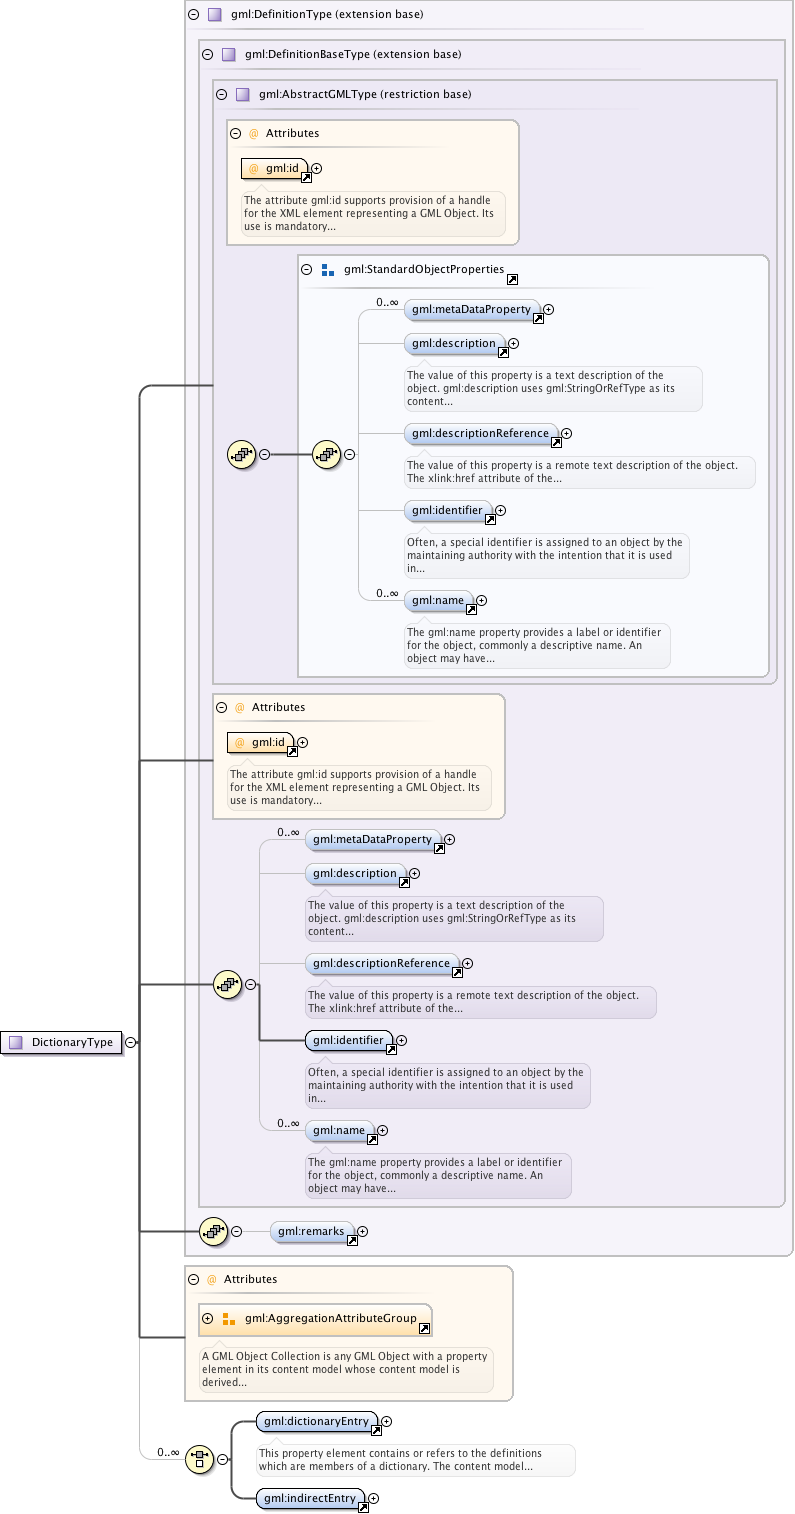 gml:DefinitionType (extension base)
gml:DefinitionBaseType (extension base)
gml:AbstractGMLType (restriction base)
@ Attributes
@ gml:id
The attribute gml:id supports provision of a handle
for the XML element representing a GML Object. Its
use is mandatory...
gml:StandardObjectProperties
0..∞
gml:metaDataProperty
gml:description
The value of this property is a text description of the
object. gml:description uses gml:StringOrRefType as its
content...
gml:descriptionReference
The value of this property is a remote text description of the object.
The xlink:href attribute of the...
gml:identifier
Often, a special identifier is assigned to an object by the
maintaining authority with the intention that it is used
in...
0..∞
gml:name
The gml:name property provides a label or identifier
for the object, commonly a descriptive name. An
object may have...
@ Attributes
@ gml:id
The attribute gml:id supports provision of a handle
for the XML element representing a GML Object. Its
use is mandatory...
0..∞
gml:metaDataProperty
gml:description
The value of this property is a text description of the
object. gml:description uses gml:StringOrRefType as its
content...
gml:descriptionReference
The value of this property is a remote text description of the object.
The xlink:href attribute of the...
DictionaryType
gml:identifier
Often, a special identifier is assigned to an object by the
maintaining authority with the intention that it is used
in...
0..∞
gml:name
The gml:name property provides a label or identifier
for the object, commonly a descriptive name. An
object may have...
gml:remarks
@ Attributes
gml:AggregationAttributeGroup
A GML Object Collection is any GML Object with a property
element in its content model whose content model is
derived...
0..∞
gml:dictionaryEntry
This property element contains or refers to the definitions
which are members of a dictionary. The content model...
gml:indirectEntry